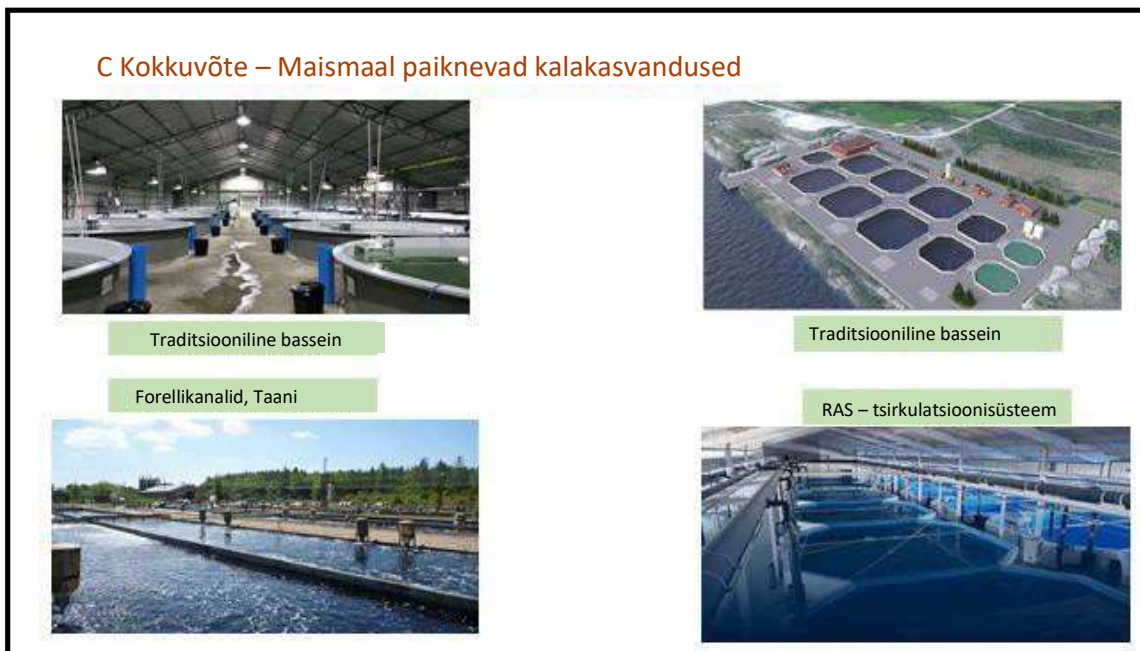 C Kokkuvõte – Maismaal paiknevad kalakasvandused
Traditsiooniline bassein
Traditsiooniline bassein
Forellikanalid, Taani
RAS – tsirkulatsioonisüsteem